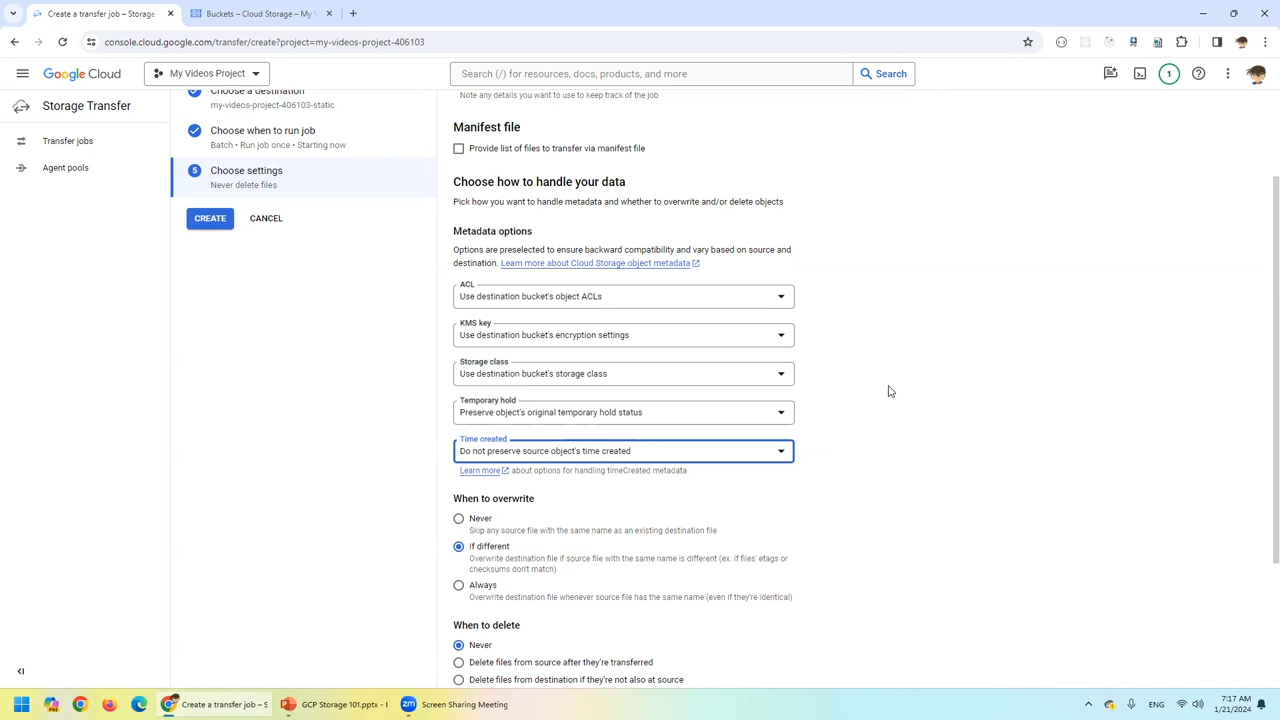 Create a transfer job - Storage
Buckets – Cloud Storage – My
console.cloud.google.com/transfer/create?project=my-videos-project-406103
Google Cloud
My Videos Project
Search (/) for resources, docs, products, and more
Search
1
Storage Transfer
Transfer jobs
Agent pools
Choose a destination
my-videos-project-406103-static
Choose when to run job
Batch • Run job once • Starting now
5
Choose settings
Never delete files
CREATE
CANCEL
Note any details you want to use to keep track of the job
Manifest file
Provide list of files to transfer via manifest file
Choose how to handle your data
Pick how you want to handle metadata and whether to overwrite and/or delete objects
Metadata options
Options are preselected to ensure backward compatibility and vary based on source and
destination. Learn more about Cloud Storage object metadata
ACL
Use destination bucket's object ACLs
KMS key
Use destination bucket's encryption settings
Storage class
Use destination bucket's storage class
Temporary hold
Preserve object's original temporary hold status
Time created
Do not preserve source object's time created
Learn more about options for handling timeCreated metadata
When to overwrite
Never
Skip any source file with the same name as an existing destination file
If different
Overwrite destination file if source file with the same name is different (ex. if files' etags or
checksums don't match)
Always
Overwrite destination file whenever source file has the same name (even if they're identical)
When to delete
Never
Delete files from source after they're transferred
Delete files from destination if they're not also at source
Create a transfer job – S
GCP Storage 101.pptx - P
Screen Sharing Meeting
ENG
7:17 AM
1/21/2024